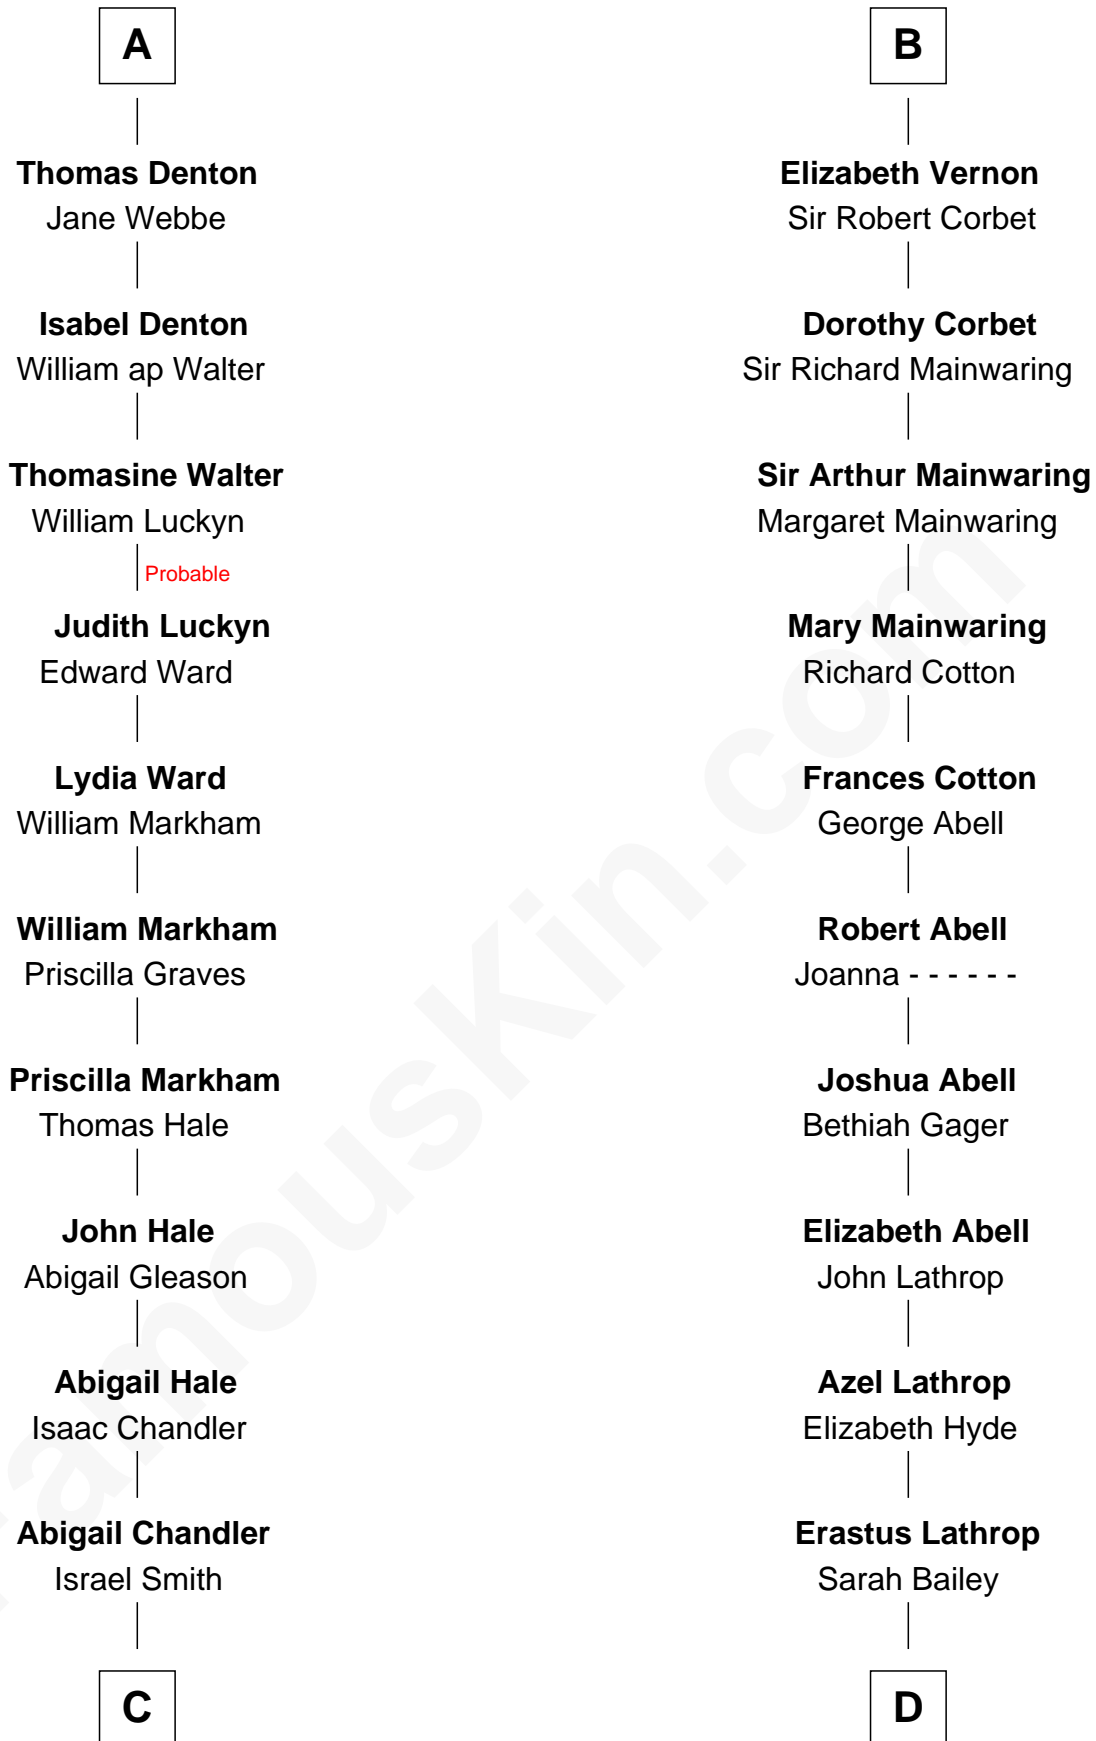 A
Thomas Denton
Jane Webbe
Isabel Denton
William ap Walter
Thomasine Walter
William Luckyn
Probable
Judith Luckyn
Edward Ward
Lydia Ward
William Markham
William Markham
Priscilla Graves
Priscilla Markham
Thomas Hale
John Hale
Abigail Gleason
Abigail Hale
Isaac Chandler
Abigail Chandler
Israel Smith
C
B
Elizabeth Vernon
Sir Robert Corbet
Dorothy Corbet
Sir Richard Mainwaring
Sir Arthur Mainwaring
Margaret Mainwaring
Mary Mainwaring
Richard Cotton
Frances Cotton
George Abell
Robert Abell
Joanna - - - - - -
Joshua Abell
Bethiah Gager
Elizabeth Abell
John Lathrop
Azel Lathrop
Elizabeth Hyde
Erastus Lathrop
Sarah Bailey
D
FamousKin.com